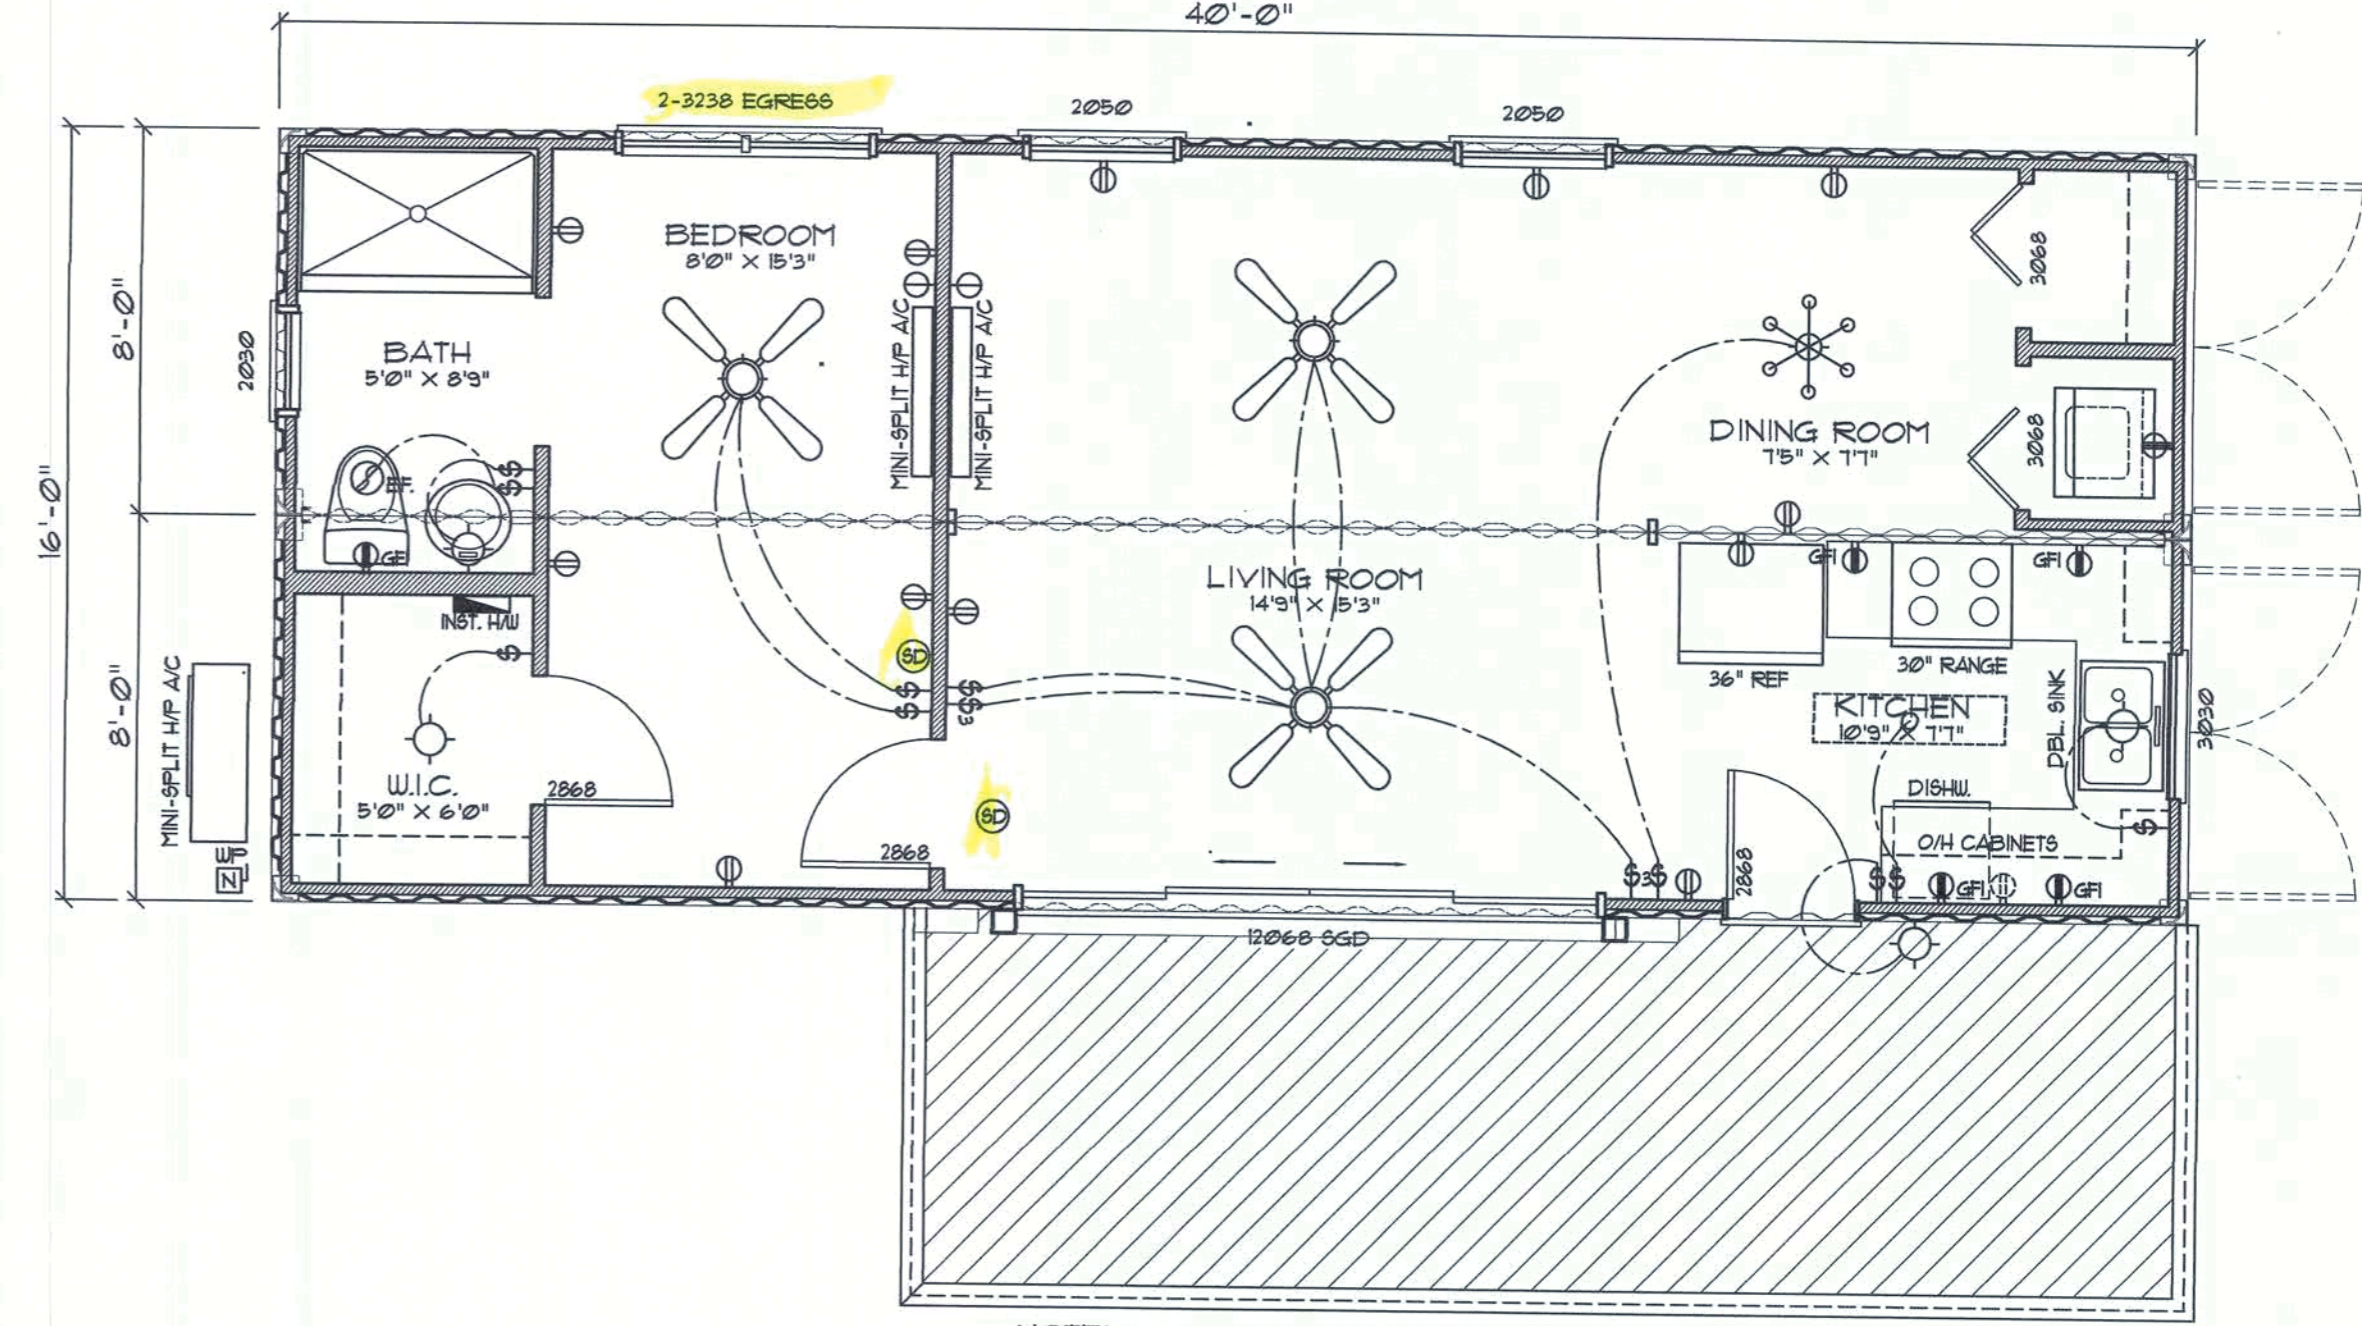 40'-0"
2-3238 EGRESS
2050
2050
BEDROOM
8'0" X 15'3"
3068
8'-0"
2030
BATH
5'0" X 8'9"
MINI-SPLIT H/P A/C
MINI-SPLIT H/P A/C
DINING ROOM
7'5" X 7'7"
3068
16'-0"
E.F.
GFI
GFI
GFI
LIVING ROOM
14'9" X 15'3"
INST. H/W
SD
36" REF
30" RANGE
8'-0"
MINI-SPLIT H/P A/C
$
$
$
$
$
$
$3
KITCHEN
10'9" X 7'7"
DBL. SINK
3030
W.I.C.
5'0" X 6'0"
2868
DISHW.
SD
$
O/H CABINETS
2868
2868
$3$
$$
GFI
GFI
12068 SGD